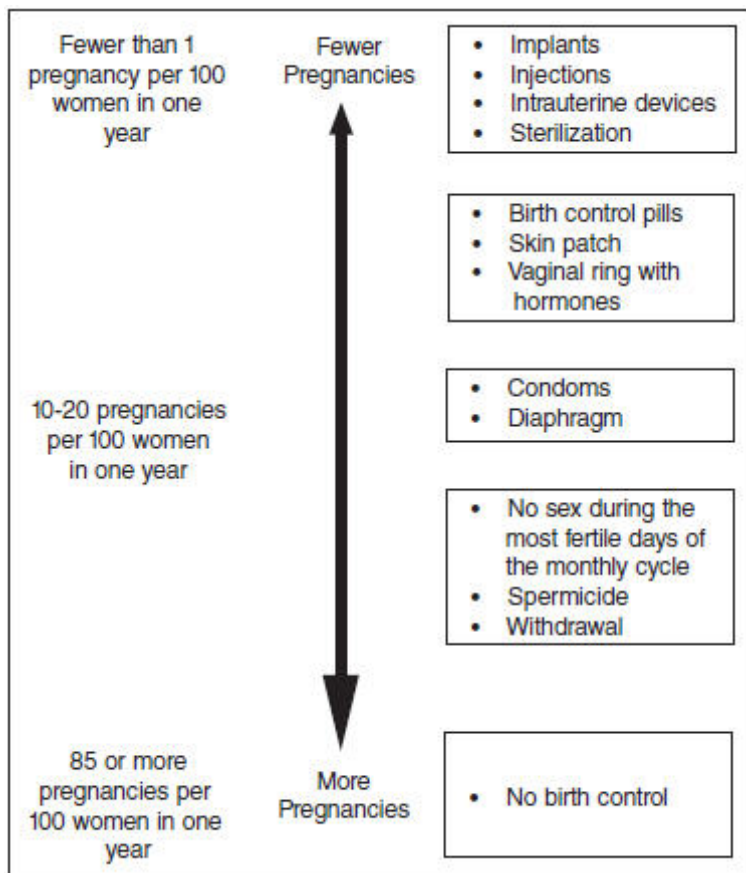 Fewer than 1
pregnancy per 100
women in one
year
Fewer
Pregnancies
• Implants
• Injections
• Intrauterine devices
• Sterilization
• Birth control pills
• Skin patch
• Vaginal ring with
hormones
10-20 pregnancies
per 100 women
in one year
• Condoms
• Diaphragm
• No sex during the
most fertile days of
the monthly cycle
• Spermicide
• Withdrawal
85 or more
pregnancies per
100 women in one
year
More
Pregnancies
• No birth control